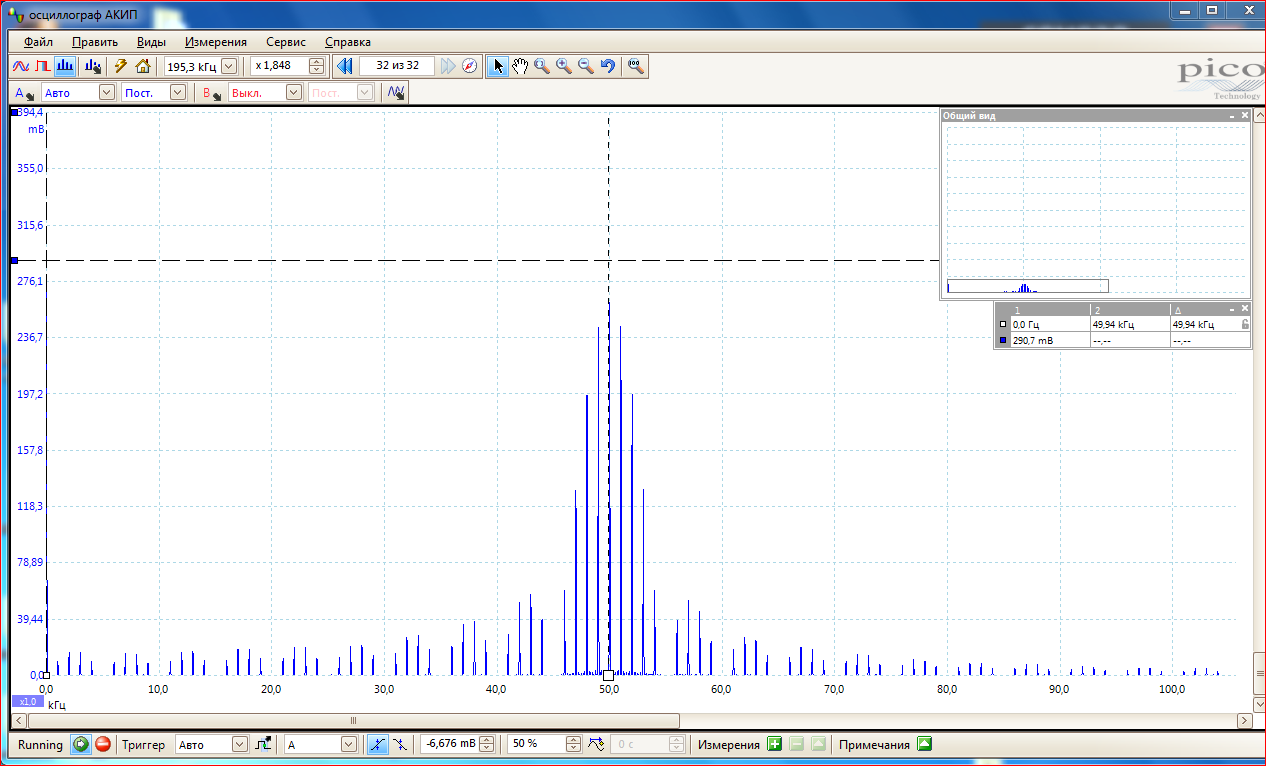 осциллограф АКИП
Файл Править Виды Измерения Сервис Справка
195,3 кГц x 1,848 32 из 32
pico
Technology
A Авто Пост. B Выкл. Пост.
394,4
mB
355,0
315,6
276,1
236,7
197,2
157,8
118,3
78,89
39,44
0,0
Общий вид
1 2 Δ
0,0 Гц 49,94 kГц 49,94 kГц
290,7 mB --,-- --,--
0,0 10,0 20,0 30,0 40,0 50,0 60,0 70,0 80,0 90,0 100,0
x1,0
кГц
Running Триггер Авто A -6,676 mB 50 % 0 с Измерения Примечания